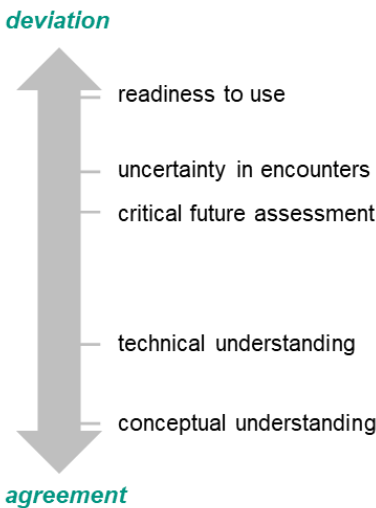 deviation
readiness to use
uncertainty in encounters
critical future assessment
technical understanding
conceptual understanding
agreement